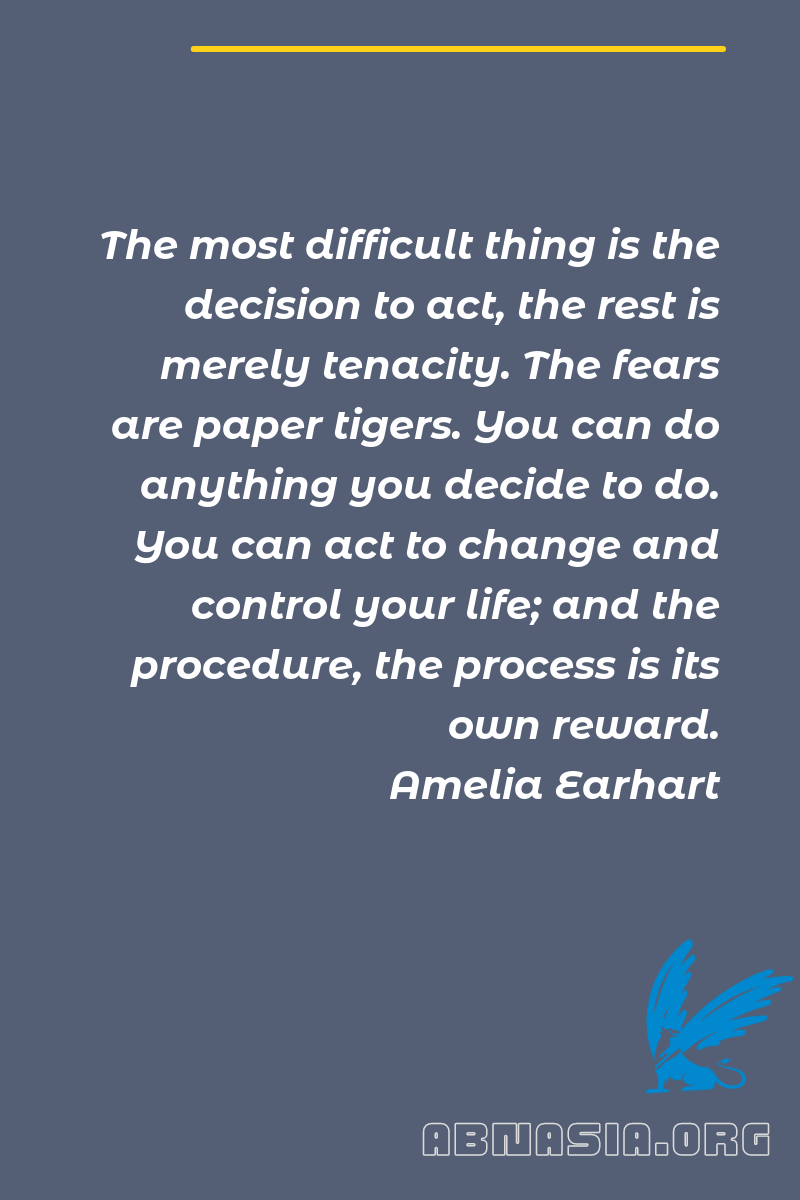 The most difficult thing is the
decision to act, the rest is
merely tenacity. The fears
are paper tigers. You can do
anything you decide to do.
You can act to change and
control your life; and the
procedure, the process is its
own reward.
Amelia Earhart
ABNASIA.ORG